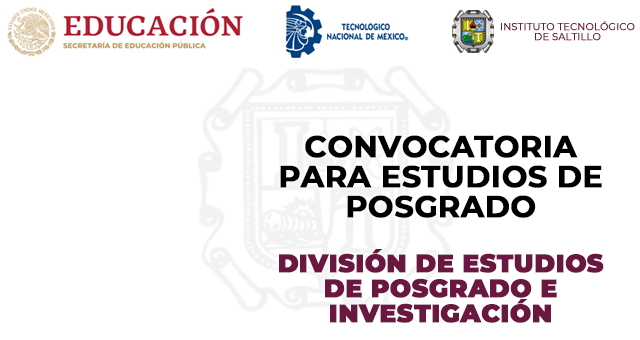 EDUCACIÓN
SECRETARÍA DE EDUCACIÓN PÚBLICA
TECNOLÓGICO
NACIONAL DE MÉXICO®
INSTITUTO TECNOLÓGICO
DE SALTILLO
CONVOCATORIA
PARA ESTUDIOS DE
POSGRADO
DIVISIÓN DE ESTUDIOS
DE POSGRADO E
INVESTIGACIÓN